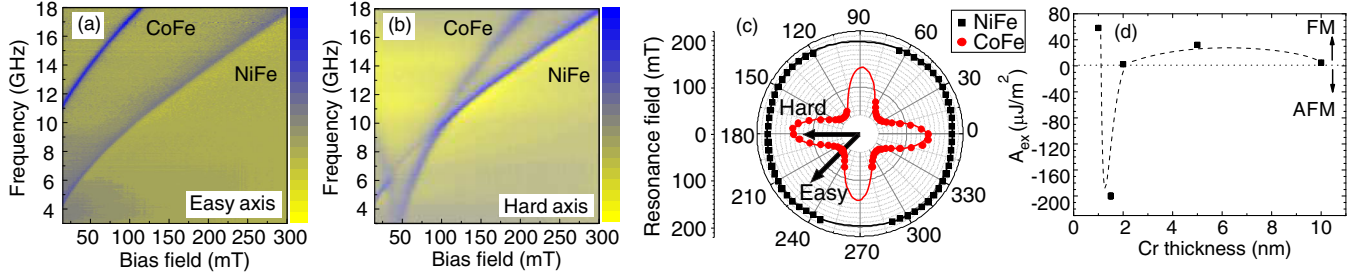 (a)
CoFe
NiFe
Easy axis
Frequency (GHz)
18
16
14
12
10
8
6
4
50 100 150 200 250 300
Bias field (mT)
(b)
CoFe
NiFe
Hard axis
Frequency (GHz)
18
16
14
12
10
8
6
4
50 100 150 200 250 300
Bias field (mT)
(c)
NiFe
CoFe
Resonance field (mT)
200
100
0
100
200
90
60
30
0
330
300
270
240
210
180
150
120
Hard
Easy
(d)
FM
AFM
A_ex (μJ/m²)
80
40
0
-40
-80
-120
-160
-200
0 2 4 6 8 10
Cr thickness (nm)